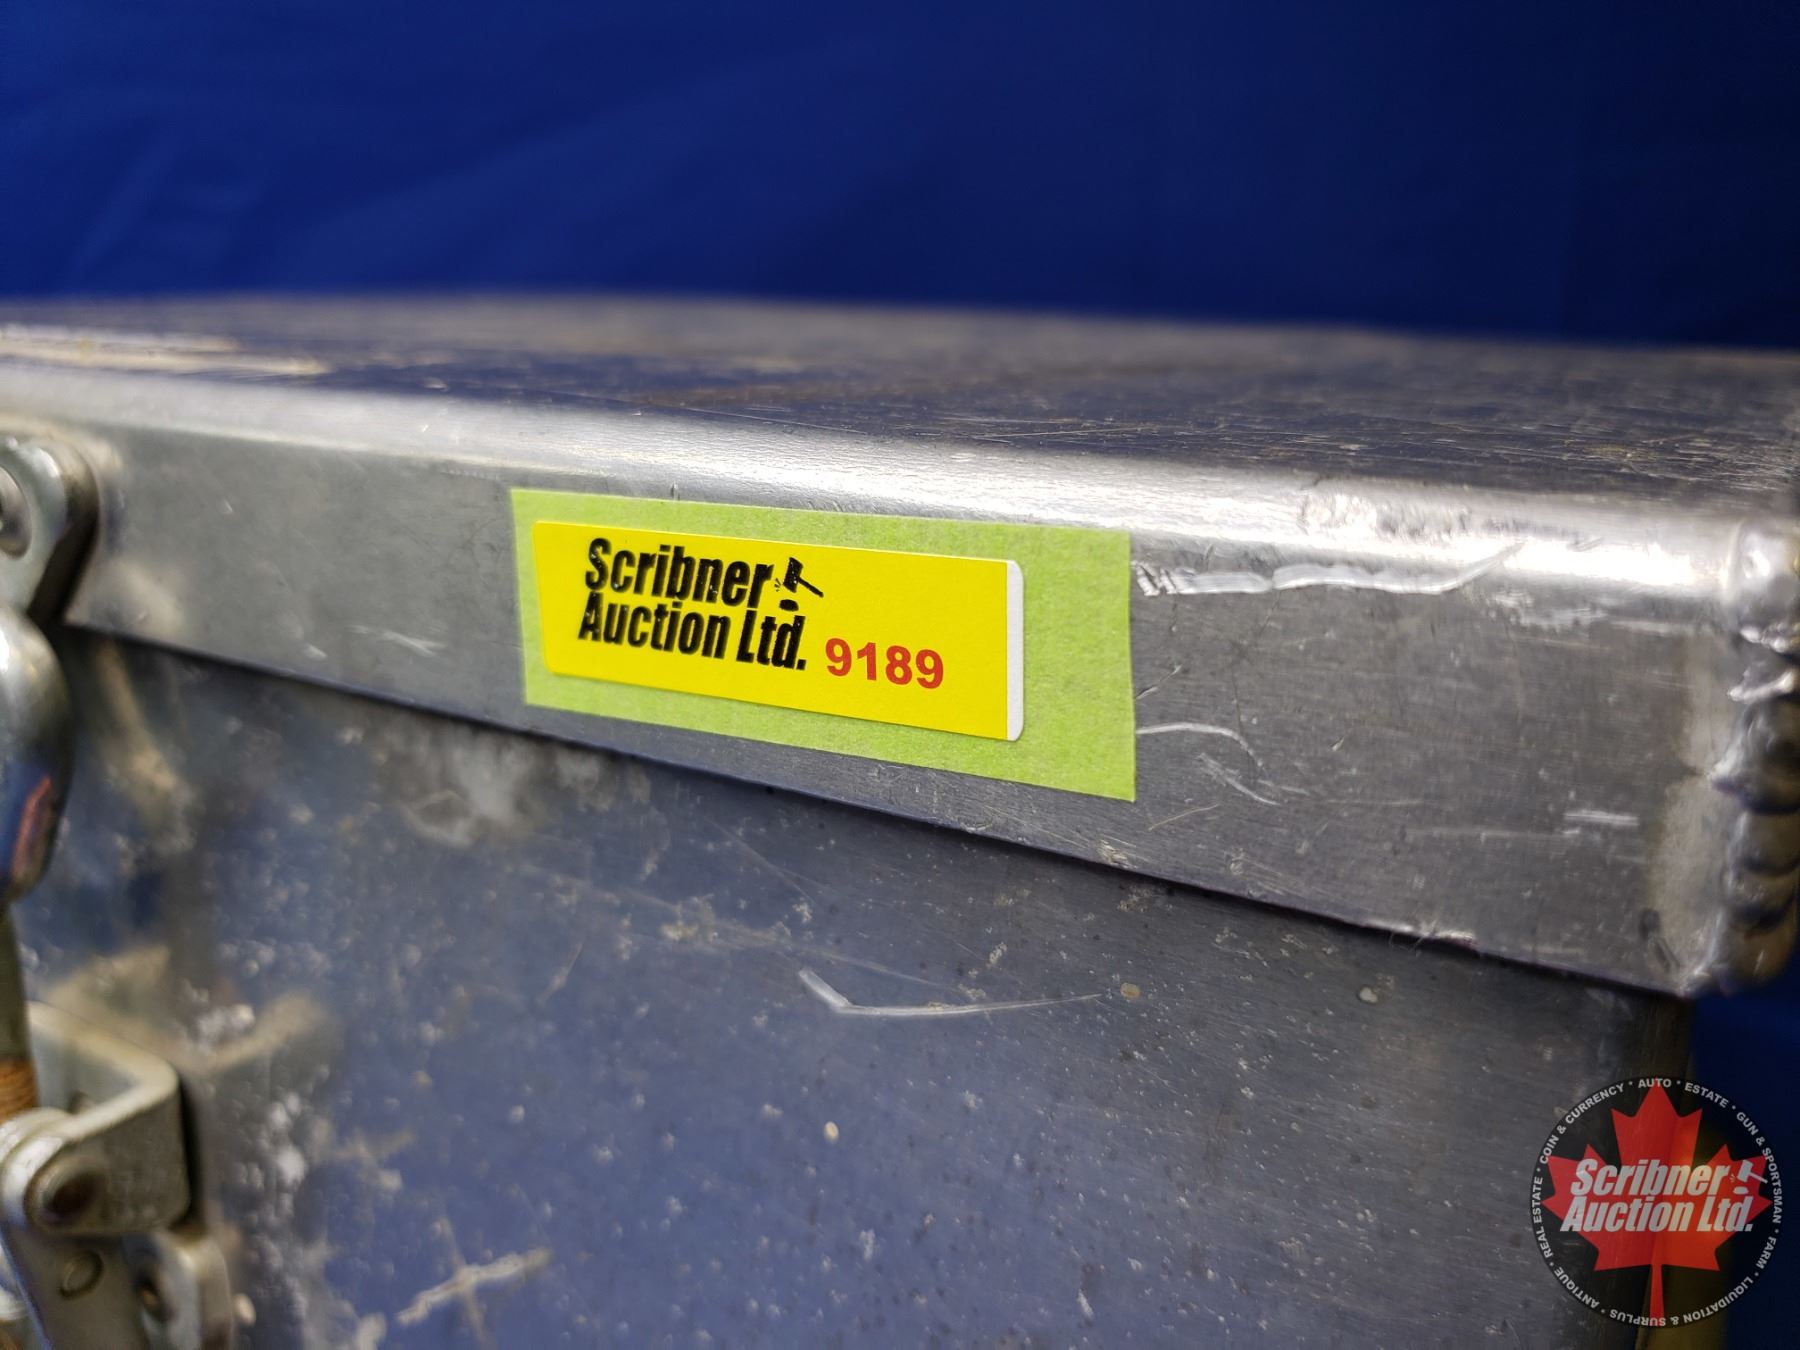 Scribner
Auction Ltd.
9189
COIN & CURRENCY * AUTO * ESTATE * GUN & SPORTSMAN * FARM * LIQUIDATION & SURPLUS * ANTIQUE * REAL ESTATE *
Scribner
Auction Ltd.